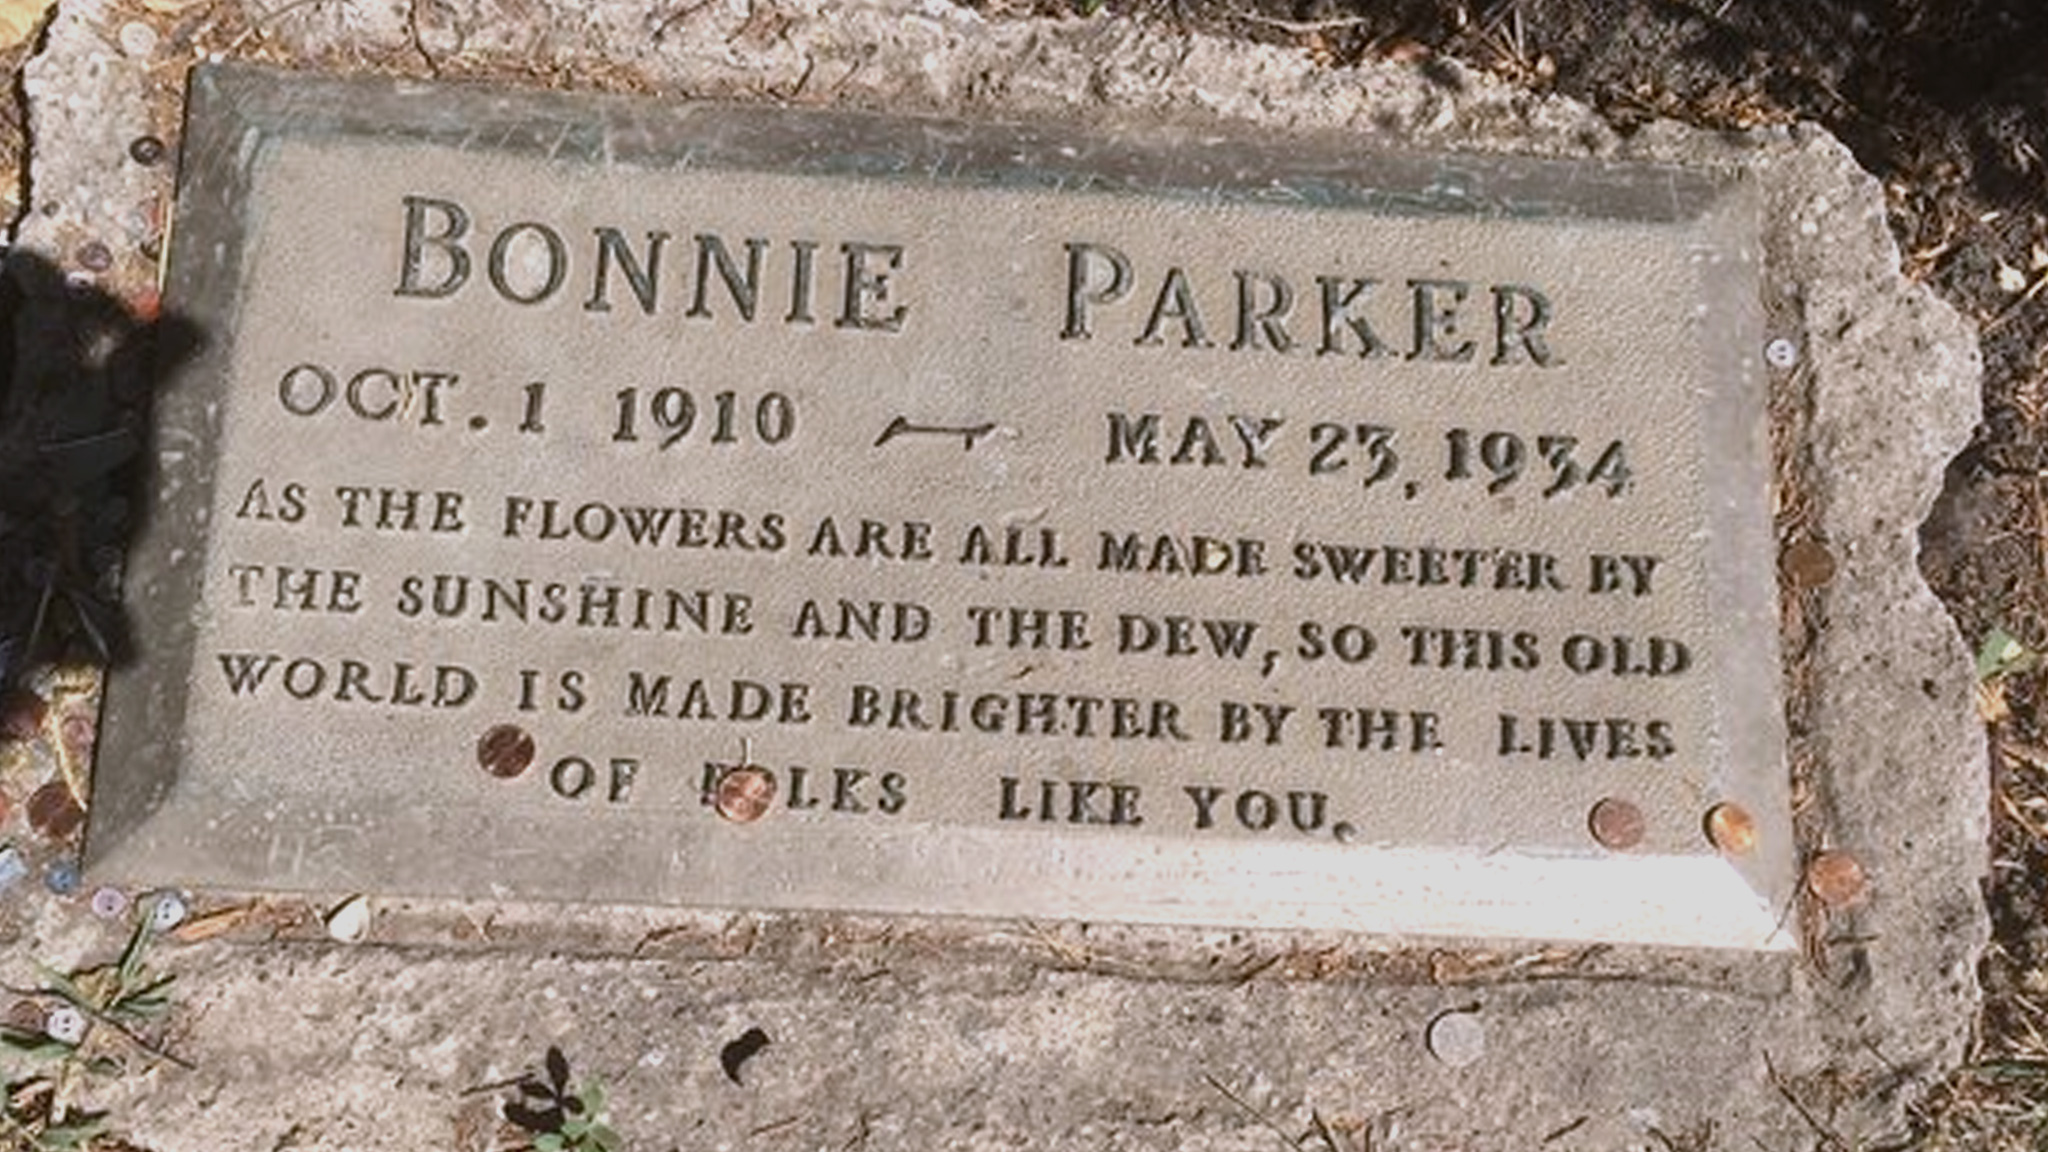 BONNIE PARKER
OCT. 1 1910 — MAY 23, 1934
AS THE FLOWERS ARE ALL MADE SWEETER BY
THE SUNSHINE AND THE DEW, SO THIS OLD
WORLD IS MADE BRIGHTER BY THE LIVES
OF FOLKS LIKE YOU.